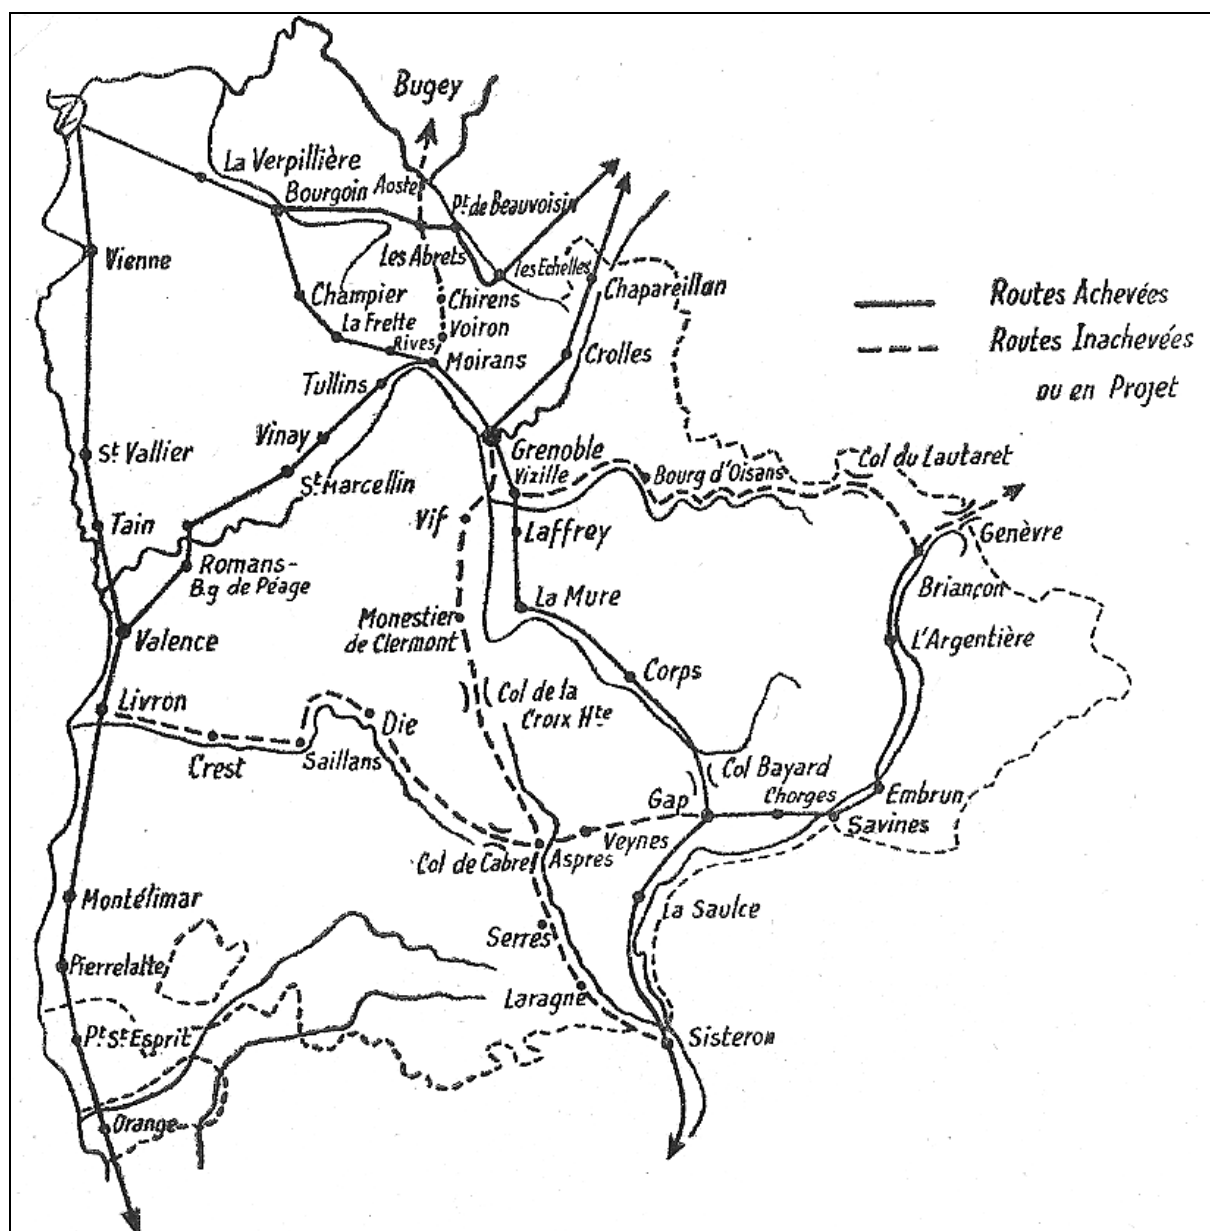 Bugey
La Verpillière
Bourgoin
Aoste
Pt. de Beauvoisin
Vienne
Les Abrets
les Echelles
Chapareillan
Routes Achevées
Champier
Chirens
La Frette
Voiron
Rives
Moirans
Crolles
Routes Inachevées
ou en Projet
Tullins
Vinay
Grenoble
St Vallier
St Marcellin
Vizille
Bourg d'Oisans
Col du Lautaret
Tain
Vif
Laffrey
Genèvre
Romans-
B.g de Péage
Briançon
La Mure
Monestier
de Clermont
Valence
L'Argentière
Corps
Livron
Col de la
Croix Hte
Die
Crest
Saillans
Col Bayard
Gap
Chorges
Embrun
Savines
Veynes
Col de Cabre
Aspres
Montélimar
La Saulce
Serres
Pierrelatte
Laragne
Pt St Esprit
Sisteron
Orange